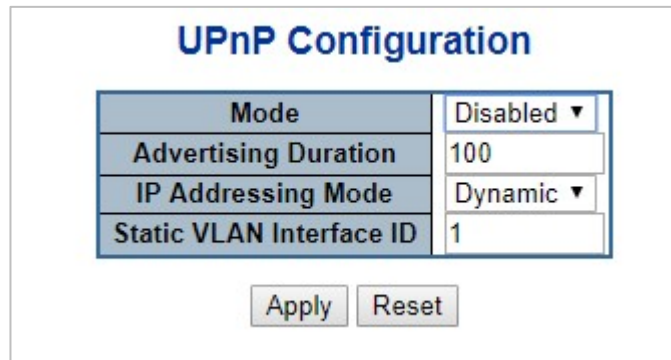 UPnP Configuration
Mode Disabled
Advertising Duration 100
IP Addressing Mode Dynamic
Static VLAN Interface ID 1
Apply Reset